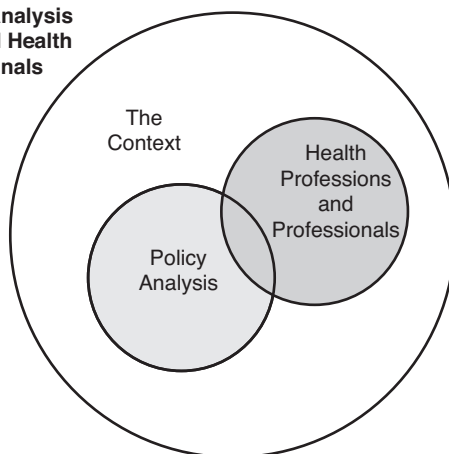 nalysis
Health
nals
The
Context
Health
Professions
and
Professionals
Policy
Analysis